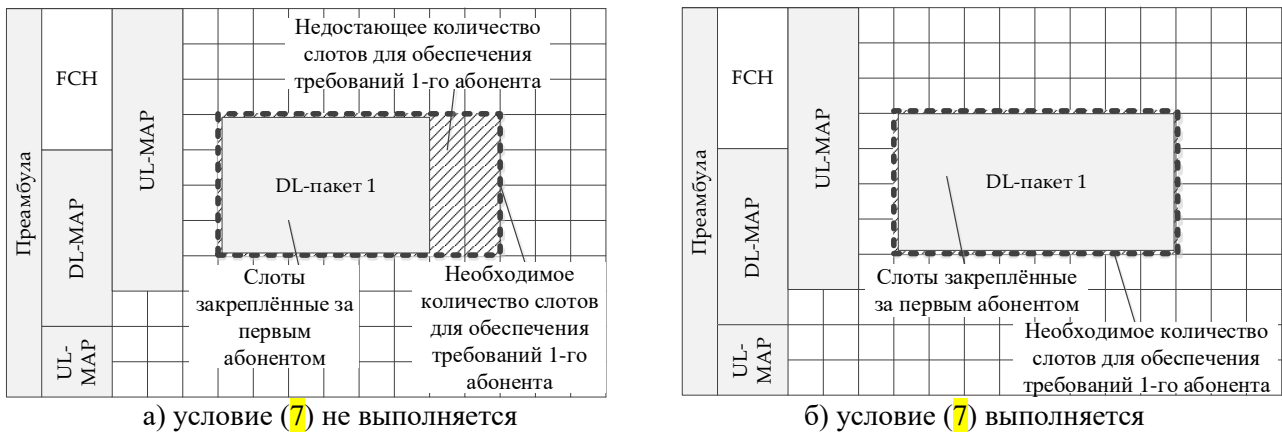 Преамбула
FCH
DL-MAP
UL-
MAP
UL-MAP
Недостающее количество
слотов для обеспечения
требований 1-го абонента
DL-пакет 1
Слоты
закреплённые за
первым
абонентом
Необходимое
количество слотов
для обеспечения
требований 1-го
абонента
а) условие (7) не выполняется
Преамбула
FCH
DL-MAP
UL-
MAP
UL-MAP
DL-пакет 1
Слоты закреплённые
за первым абонентом
Необходимое количество
слотов для обеспечения
требований 1-го абонента
б) условие (7) выполняется